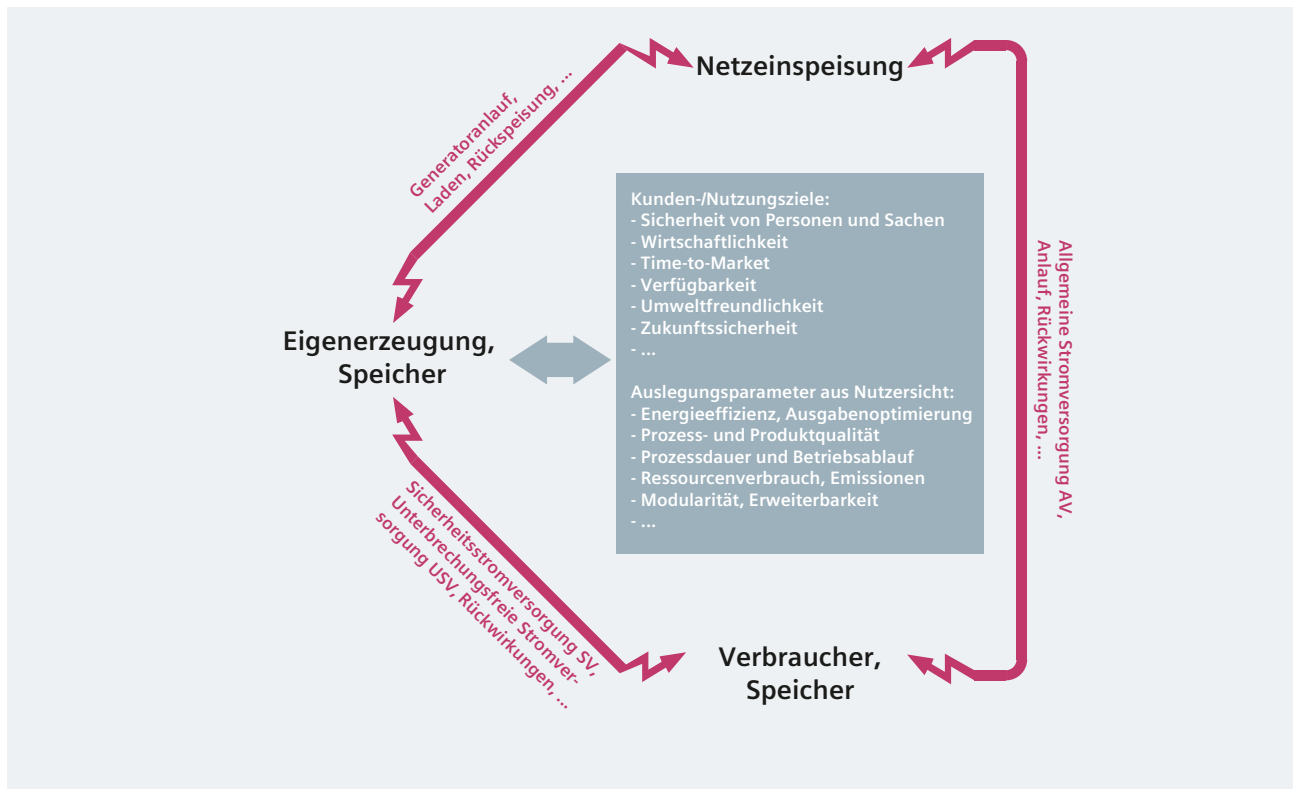 Netzeinspeisung
Generatoranlauf,
Laden, Rückspeisung, ...
Kunden-/Nutzungsziele:
- Sicherheit von Personen und Sachen
- Wirtschaftlichkeit
- Time-to-Market
- Verfügbarkeit
- Umweltfreundlichkeit
- Zukunftssicherheit
- ...
Auslegungsparameter aus Nutzersicht:
- Energieeffizienz, Ausgabenoptimierung
- Prozess- und Produktqualität
- Prozessdauer und Betriebsablauf
- Ressourcenverbrauch, Emissionen
- Modularität, Erweiterbarkeit
- ...
Allgemeine Stromversorgung AV,
Anlauf, Rückwirkungen, ...
Eigenerzeugung,
Speicher
Sicherheitsstromversorgung SV,
Unterbrechungsfreie Stromver-
sorgung USV, Rückwirkungen, ...
Verbraucher,
Speicher